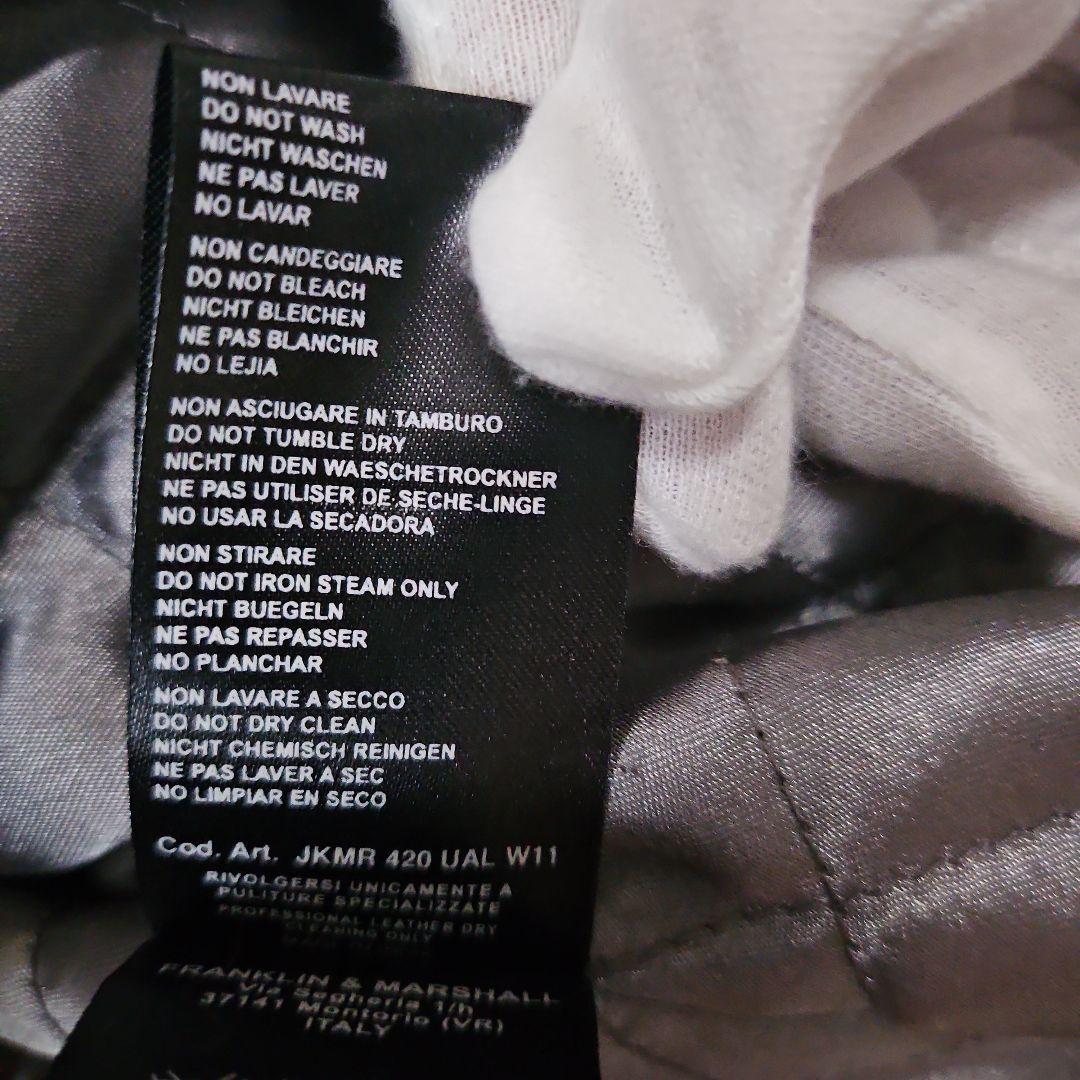 NON LAVARE
DO NOT WASH
NICHT WASCHEN
NE PAS LAVER
NO LAVAR
NON CANDEGGIARE
DO NOT BLEACH
NICHT BLEICHEN
NE PAS BLANCHIR
NO LEJIA
NON ASCIUGARE IN TAMBURO
DO NOT TUMBLE DRY
NICHT IN DEN WAESCHETROCKNER
NE PAS UTILISER DE SECHE-LINGE
NO USAR LA SECADORA
NON STIRARE
DO NOT IRON STEAM ONLY
NICHT BUEGELN
NE PAS REPASSER
NO PLANCHAR
NON LAVARE A SECCO
DO NOT DRY CLEAN
NICHT CHEMISCH REINIGEN
NE PAS LAVER A SEC
NO LIMPIAR EN SECO
Cod. Art. JKMR 420 UAL W11
RIVOLGERSI UNICAMENTE A
PULITURE SPECIALIZZATE
PROFESSIONAL LEATHER DRY
CLEANING ONLY
FRANKLIN & MARSHALL
Via Segheria 1/h
37141 Montorio (VR)
ITALY